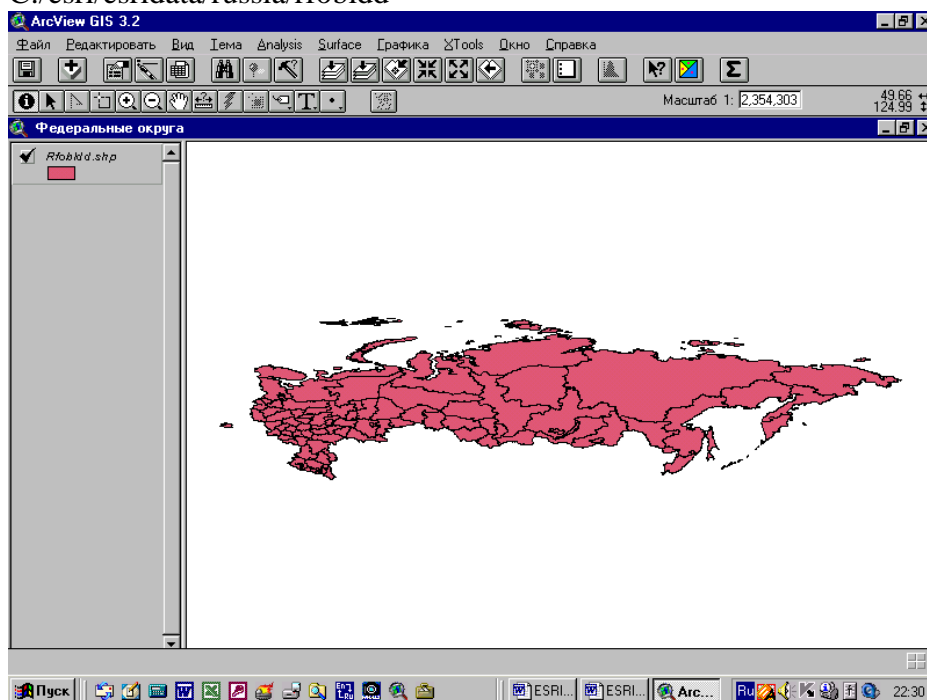 C:/esri/esridata/russia/rfobldd
ArcView GIS 3.2
Файл Редактировать Вид Тема Analysis Surface Графика XTools Окно Справка
Масштаб 1: 2,354,303 49.66
124.99
Федеральные округа
Rfobldd.shp
Пуск ESRI... ESRI... Arc... Ru 22:30